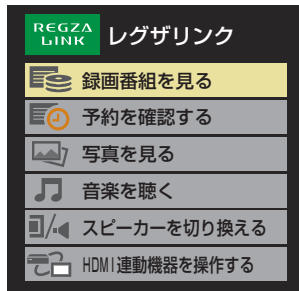 REGZA
LINK
レグザリンク
録画番組を見る
予約を確認する
写真を見る
音楽を聴く
スピーカーを切り換える
HDMI連動機器を操作する